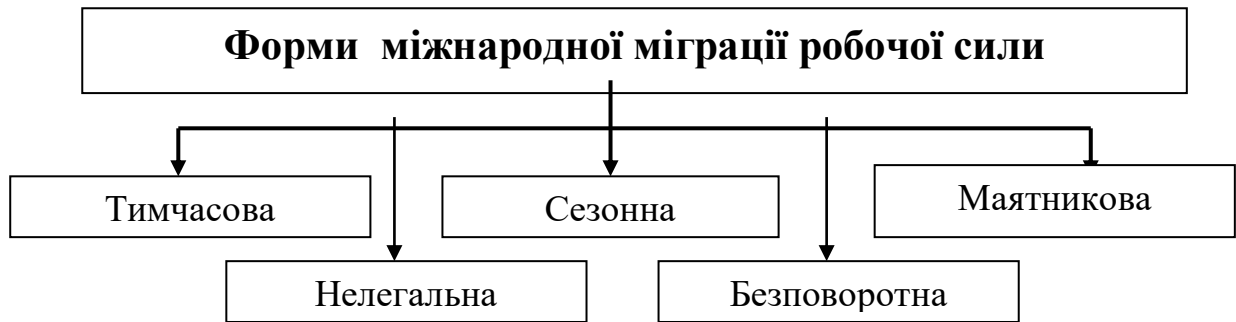 Форми міжнародної міграції робочої сили
Тимчасова
Сезонна
Маятникова
Нелегальна
Безповоротна